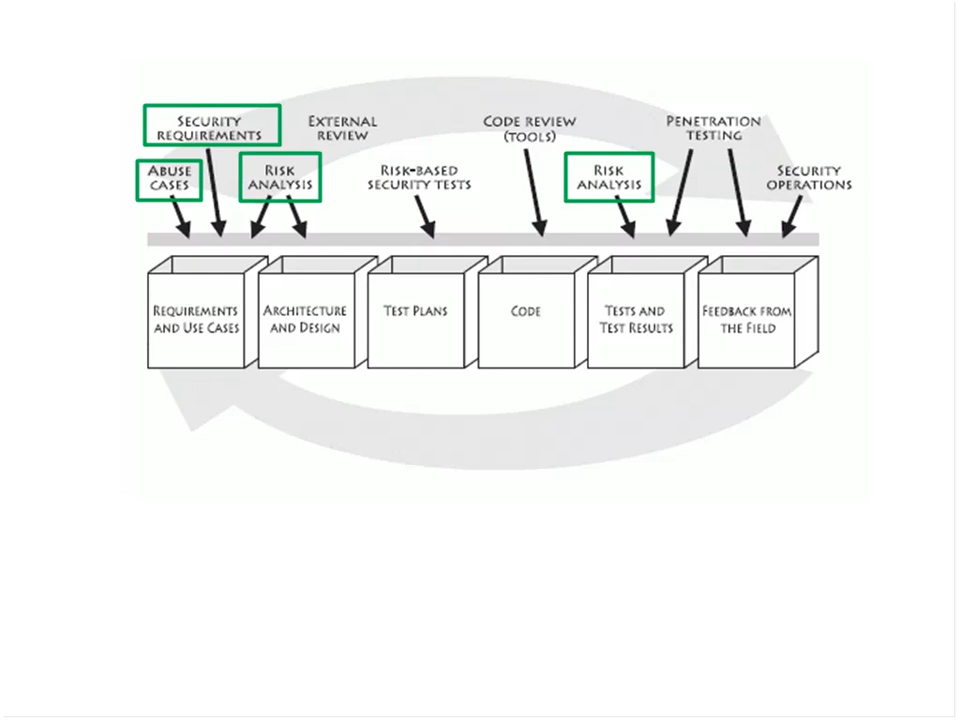 SECURITY
REQUIREMENTS
EXTERNAL
REVIEW
CODE REVIEW
(TOOLS)
PENETRATION
TESTING
ABUSE
CASES
RISK
ANALYSIS
RISK-BASED
SECURITY TESTS
RISK
ANALYSIS
SECURITY
OPERATIONS
REQUIREMENTS
AND USE CASES
ARCHITECTURE
AND DESIGN
TEST PLANS
CODE
TESTS AND
TEST RESULTS
FEEDBACK FROM
THE FIELD